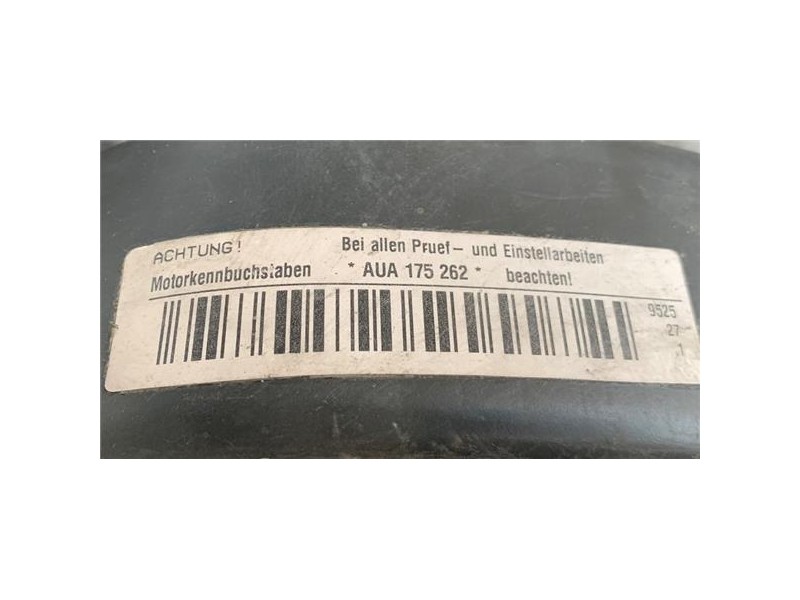 ACHTUNG! Bei allen Pruef- und Einstellarbeiten
Motorkennbuchstaben * AUA 175 262 * beachten!
9525
27
1